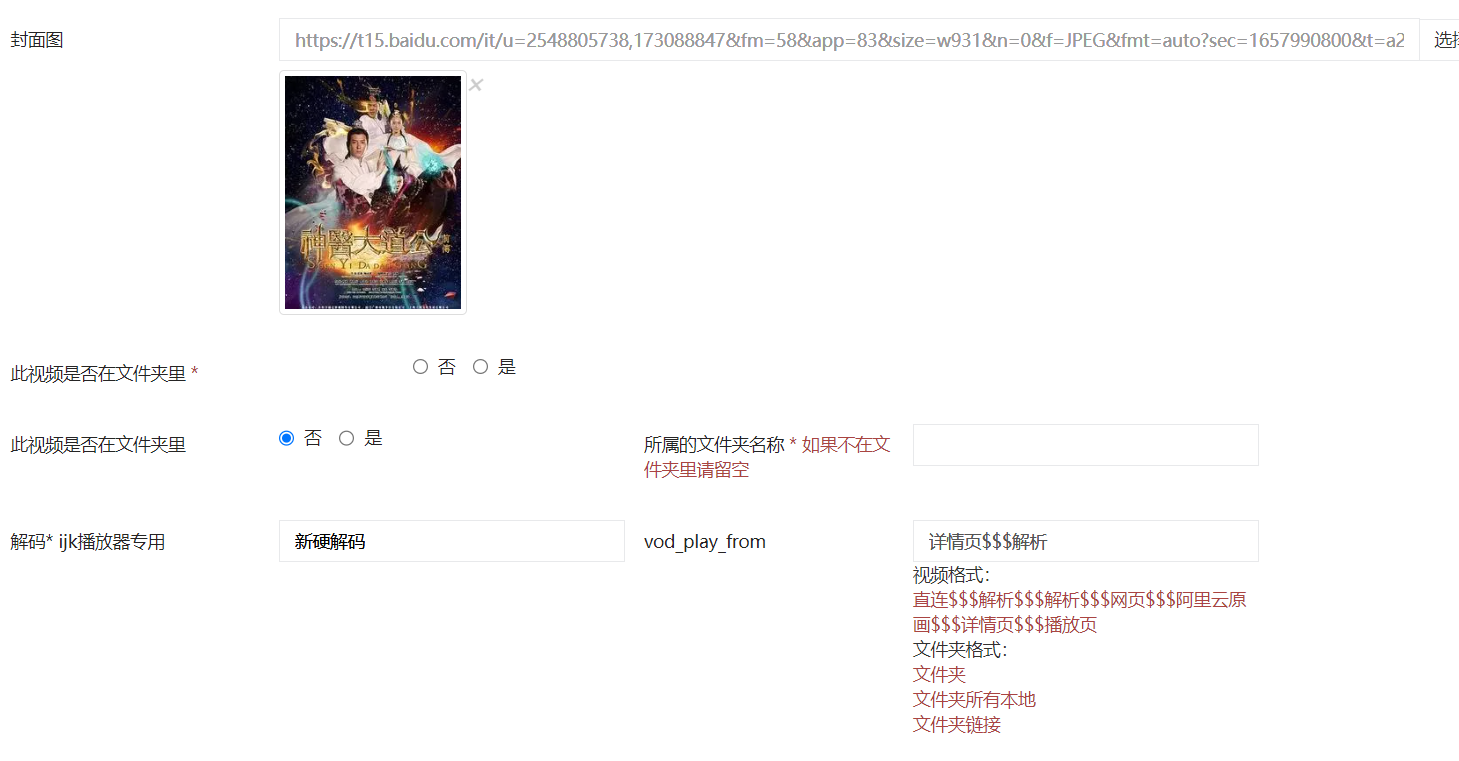 封面图
https://t15.baidu.com/it/u=2548805738,173088847&fm=58&app=83&size=w931&n=0&f=JPEG&fmt=auto?sec=1657990800&t=a2
选择
×
神醫大道公
此视频是否在文件夹里 *
否 是
此视频是否在文件夹里
否 是
所属的文件夹名称 * 如果不在文
件夹里请留空
解码* ijk播放器专用
新硬解码
vod_play_from
详情页$$$解析
视频格式：
直连$$$解析$$$解析$$$网页$$$阿里云原
画$$$详情页$$$播放页
文件夹格式：
文件夹
文件夹所有本地
文件夹链接